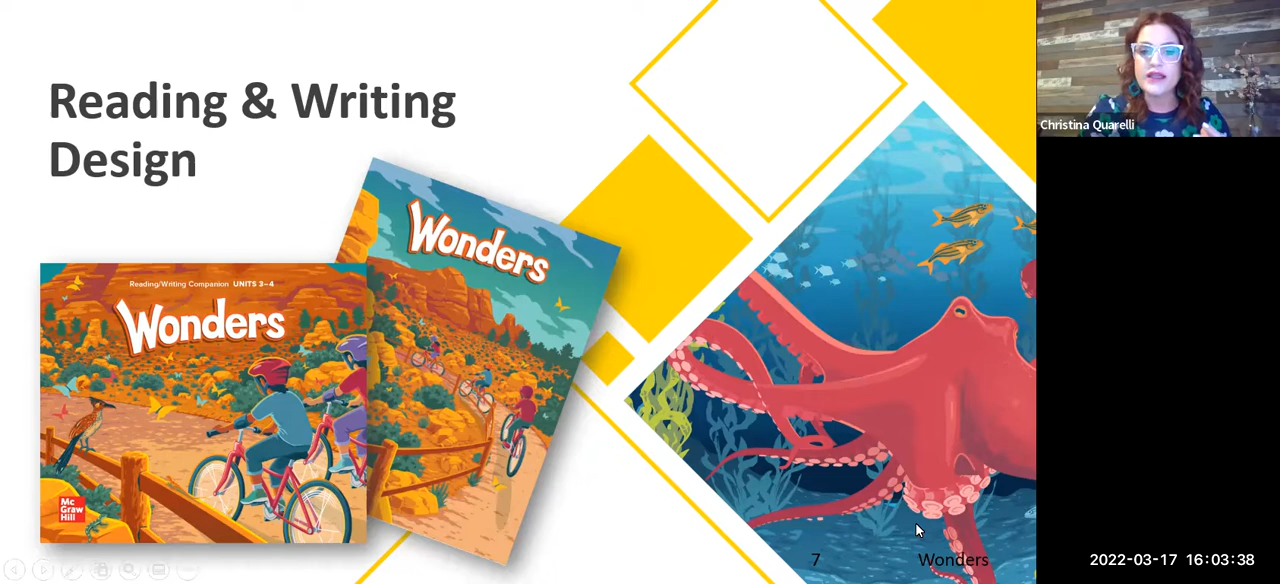 Reading & Writing
Design
Wonders
Reading/Writing Companion UNITS 3–4
Wonders
Mc
Graw
Hill
7
Wonders
Christina Quarelli
2022-03-17 16:03:38